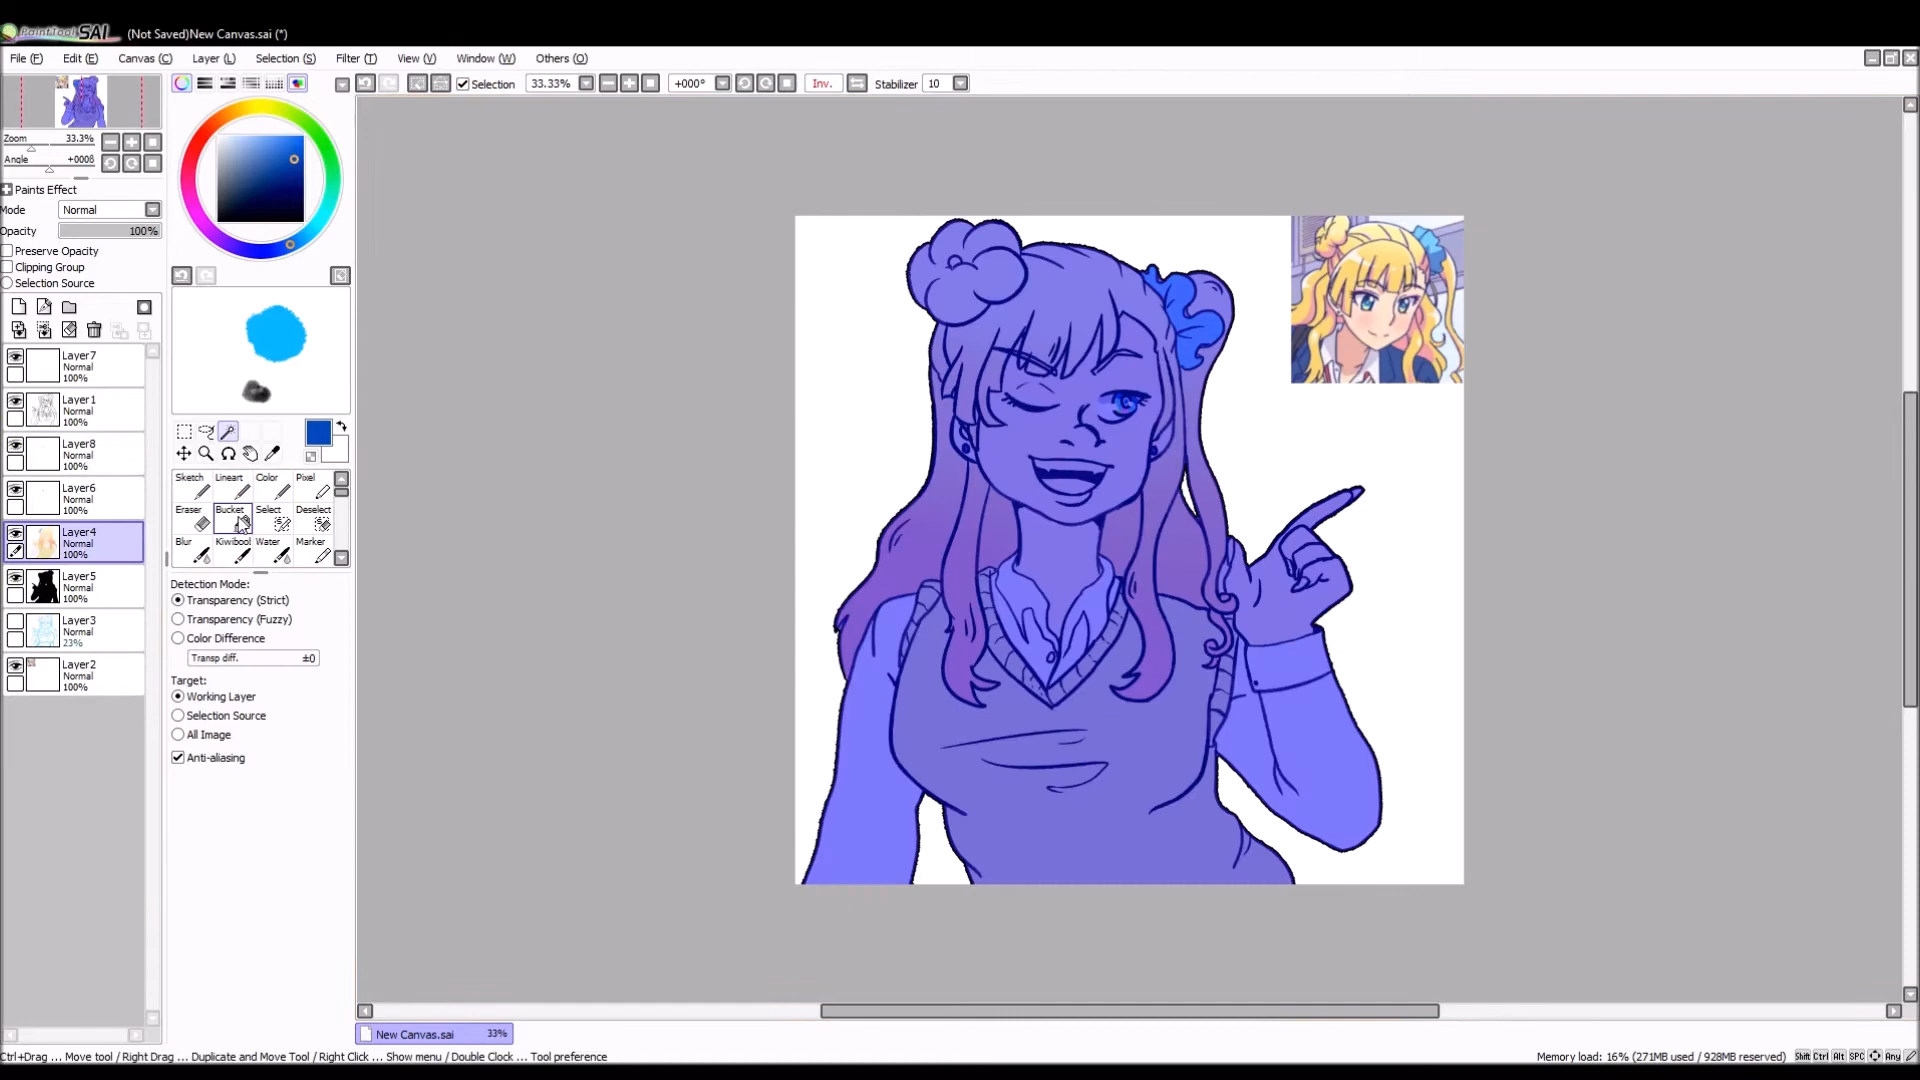 PaintTool SAI (Not Saved)New Canvas.sai (*)
File (F) Edit (E) Canvas (C) Layer (L) Selection (S) Filter (T) View (V) Window (W) Others (O)
Selection 33.33% +000° Inv. Stabilizer 10
Zoom 33.3%
Angle +000ß
Paints Effect
Mode Normal
Opacity 100%
Preserve Opacity
Clipping Group
Selection Source
Layer7
Normal
100%
Layer1
Normal
100%
Layer8
Normal
100%
Layer6
Normal
100%
Layer4
Normal
100%
Layer5
Normal
100%
Layer3
Normal
23%
Layer2
Normal
100%
Sketch Lineart Color Pixel
Eraser Bucket Select Deselect
Blur Kiwibool Water Marker
Detection Mode:
Transparency (Strict)
Transparency (Fuzzy)
Color Difference
Transp diff. ±0
Target:
Working Layer
Selection Source
All Image
Anti-aliasing
New Canvas.sai 33%
Ctrl+Drag ... Move tool / Right Drag ... Duplicate and Move Tool / Right Click ... Show menu / Double Clock ... Tool preference
Memory load: 16% (271MB used / 928MB reserved) Shift Ctrl Alt SPC Any